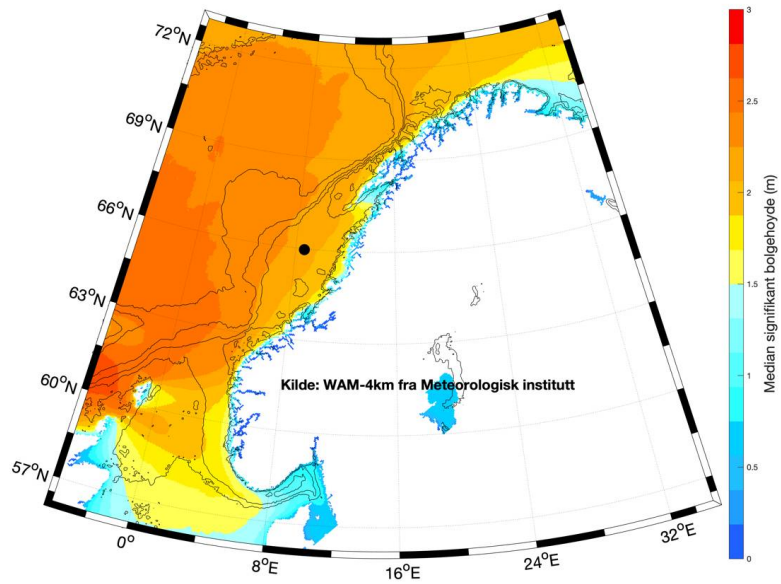 72°N
69°N
66°N
63°N
60°N
57°N
0°
8°E
16°E
24°E
32°E
Kilde: WAM-4km fra Meteorologisk institutt
3
2.5
2
1.5
1
0.5
0
Median signifikant bolgehoyde (m)